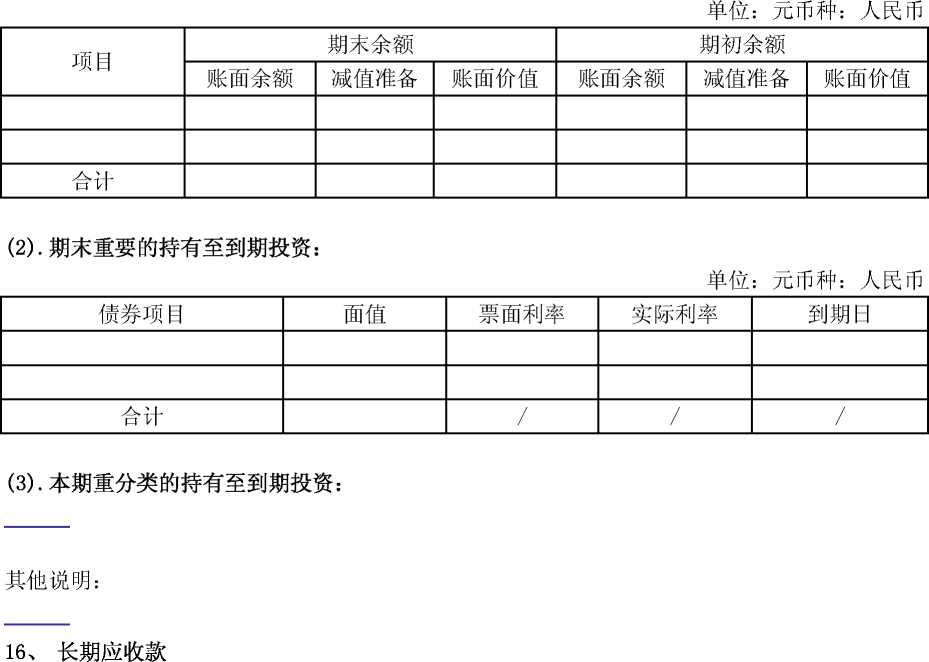 单位：元币种：人民币
项目 期末余额 期初余额
账面余额 减值准备 账面价值 账面余额 减值准备 账面价值
合计
(2).期末重要的持有至到期投资：
单位：元币种：人民币
债券项目 面值 票面利率 实际利率 到期日
合计 / / /
(3).本期重分类的持有至到期投资：
其他说明：
16、 长期应收款